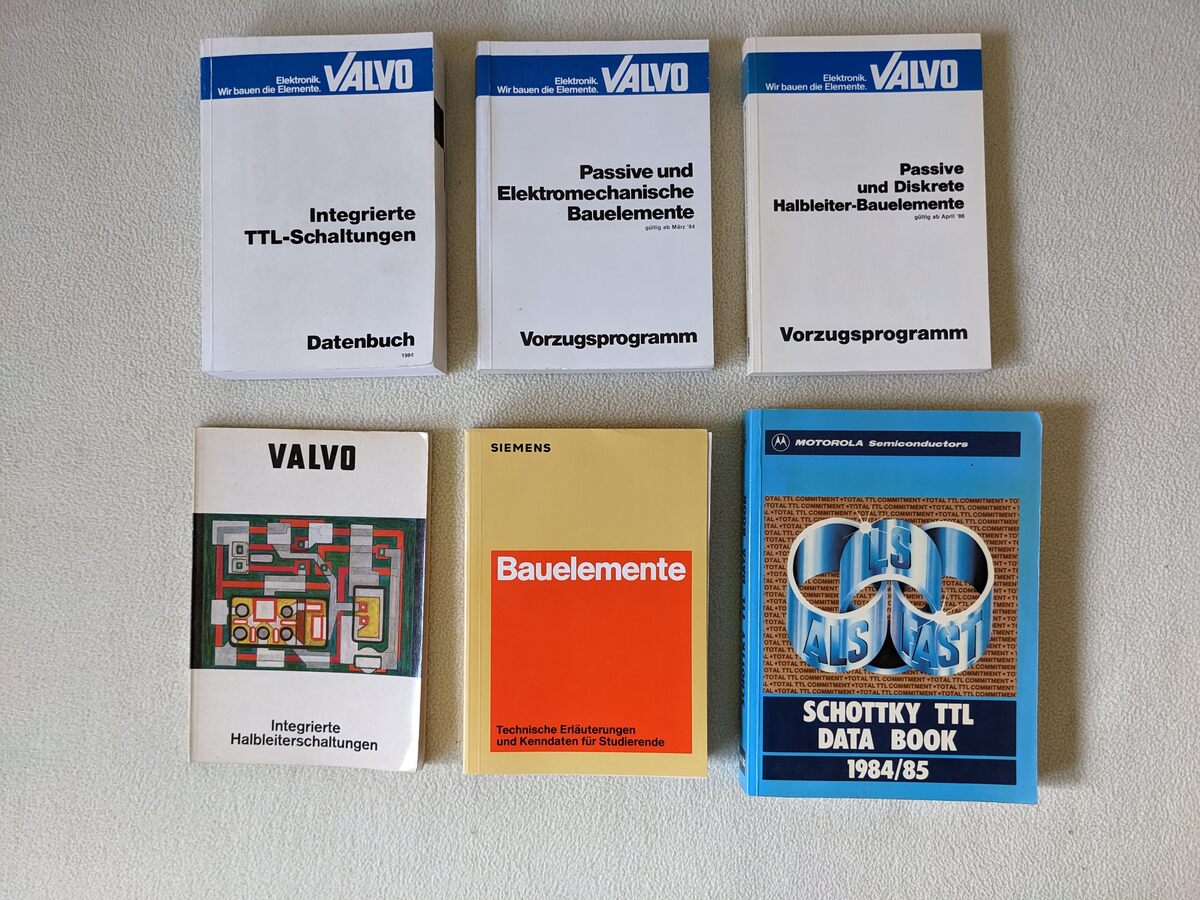 Elektronik.
Wir bauen die Elemente.
VALVO
Integrierte
TTL-Schaltungen
Datenbuch
1984
Elektronik.
Wir bauen die Elemente.
VALVO
Passive und
Elektromechanische
Bauelemente
gültig ab März '84
Vorzugsprogramm
Elektronik.
Wir bauen die Elemente.
VALVO
Passive
und Diskrete
Halbleiter-Bauelemente
gültig ab April '86
Vorzugsprogramm
VALVO
Integrierte
Halbleiterschaltungen
SIEMENS
Bauelemente
Technische Erläuterungen
und Kenndaten für Studierende
MOTOROLA Semiconductors
TOTAL TTL COMMITMENT
LS
ALS
FAST
SCHOTTKY TTL
DATA BOOK
1984/85